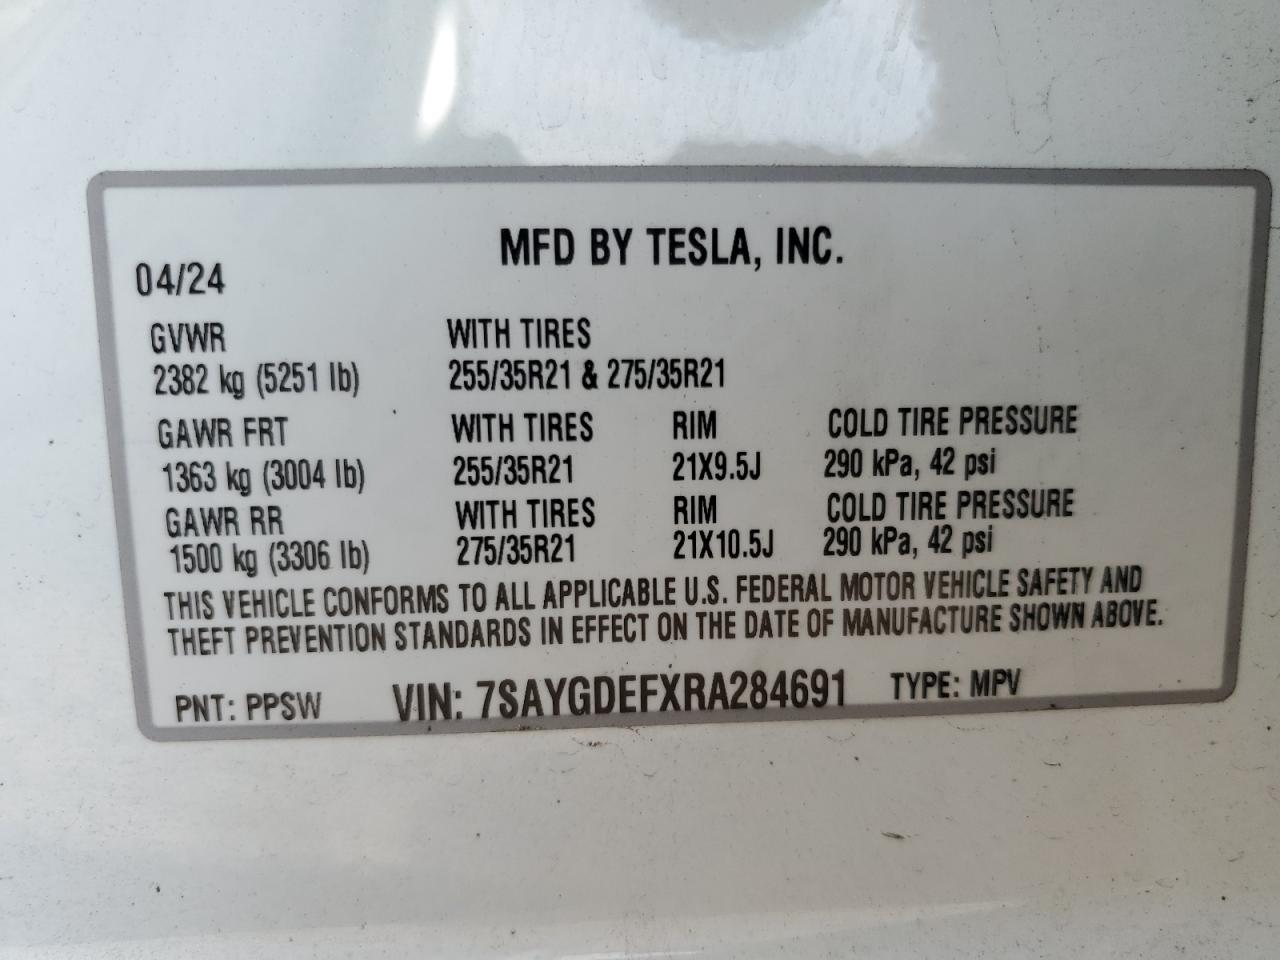 MFD BY TESLA, INC.
04/24
GVWR WITH TIRES
2382 kg (5251 lb) 255/35R21 & 275/35R21
GAWR FRT WITH TIRES RIM COLD TIRE PRESSURE
1363 kg (3004 lb) 255/35R21 21X9.5J 290 kPa, 42 psi
GAWR RR WITH TIRES RIM COLD TIRE PRESSURE
1500 kg (3306 lb) 275/35R21 21X10.5J 290 kPa, 42 psi
THIS VEHICLE CONFORMS TO ALL APPLICABLE U.S. FEDERAL MOTOR VEHICLE SAFETY AND
THEFT PREVENTION STANDARDS IN EFFECT ON THE DATE OF MANUFACTURE SHOWN ABOVE.
PNT: PPSW VIN: 7SAYGDEFXRA284691 TYPE: MPV